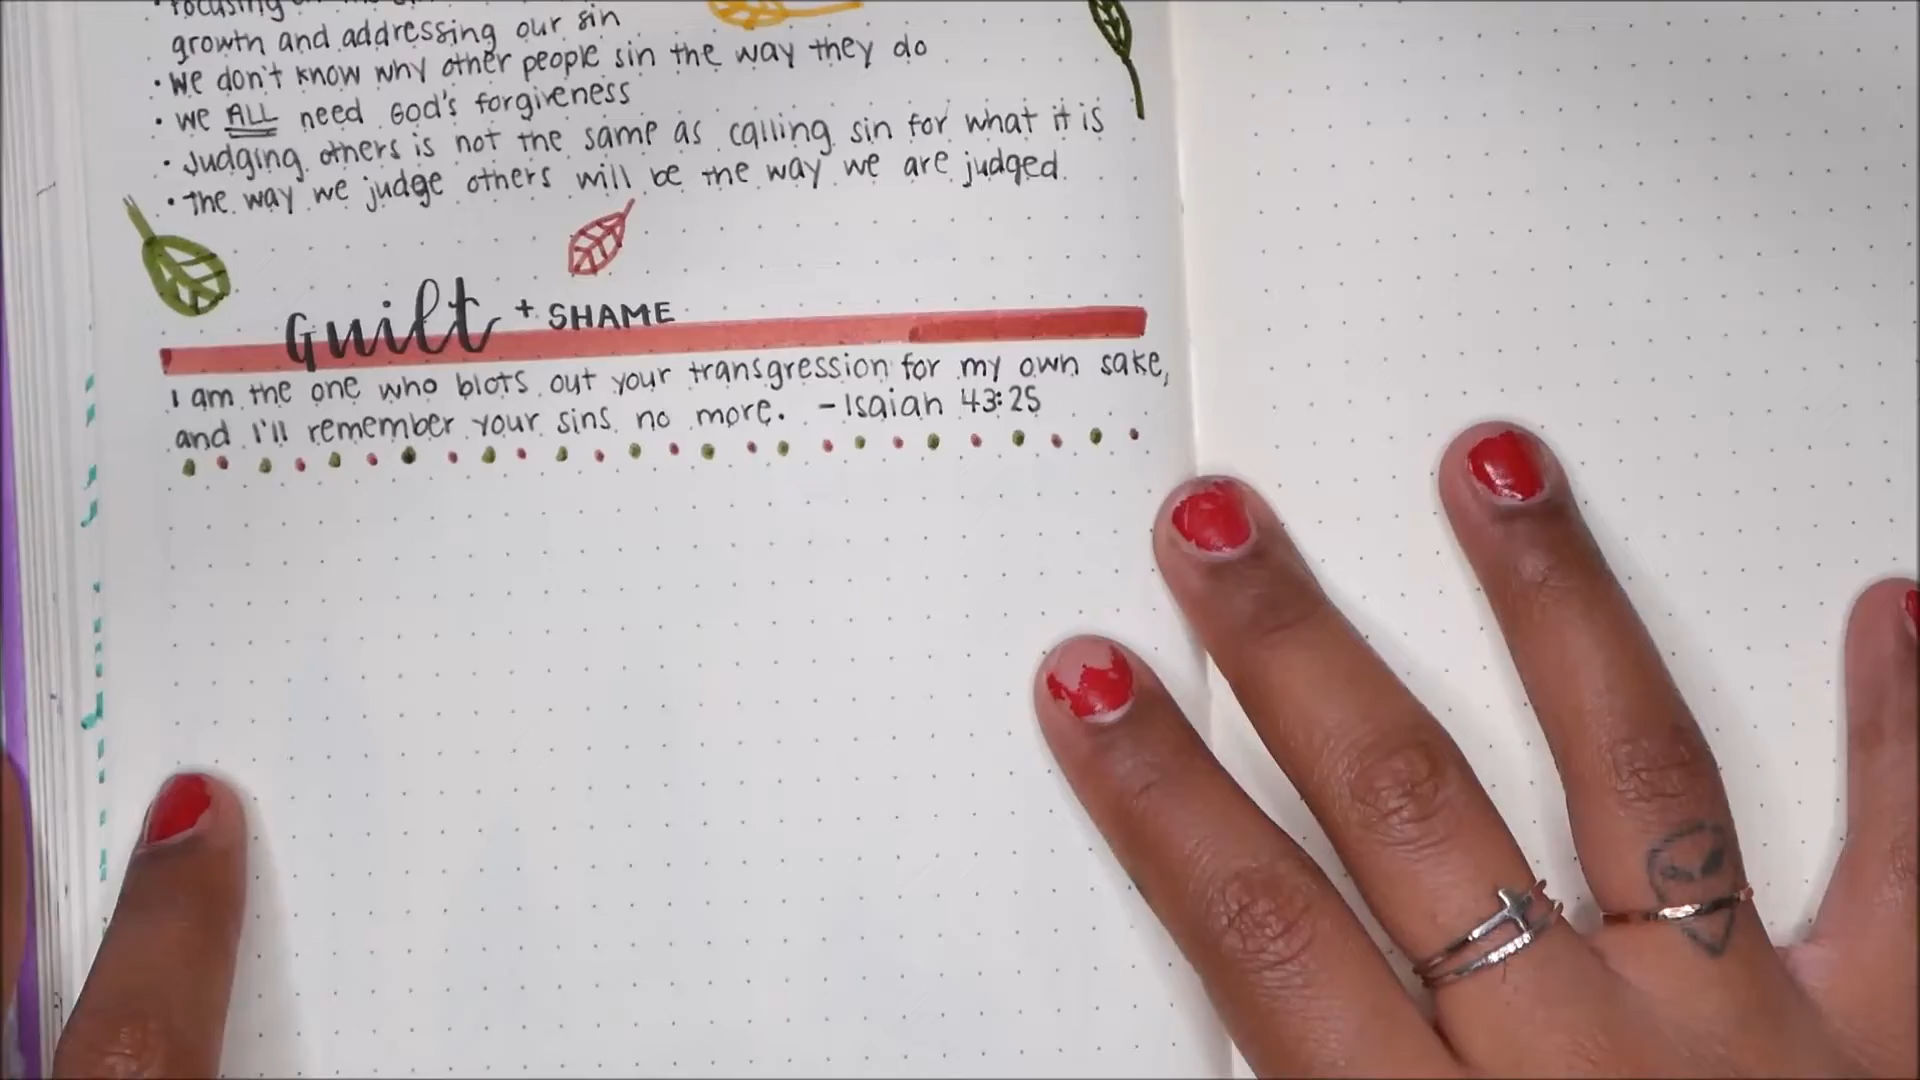 • focusing on
growth and addressing our sin
• we don't know why other people sin the way they do
• we ALL need God's forgiveness
• Judging others is not the same as calling sin for what it is
• the way we judge others will be the way we are judged.
Guilt + SHAME
I am the one who blots out your transgression for my own sake,
and I'll remember your sins no more. - Isaiah 43:25